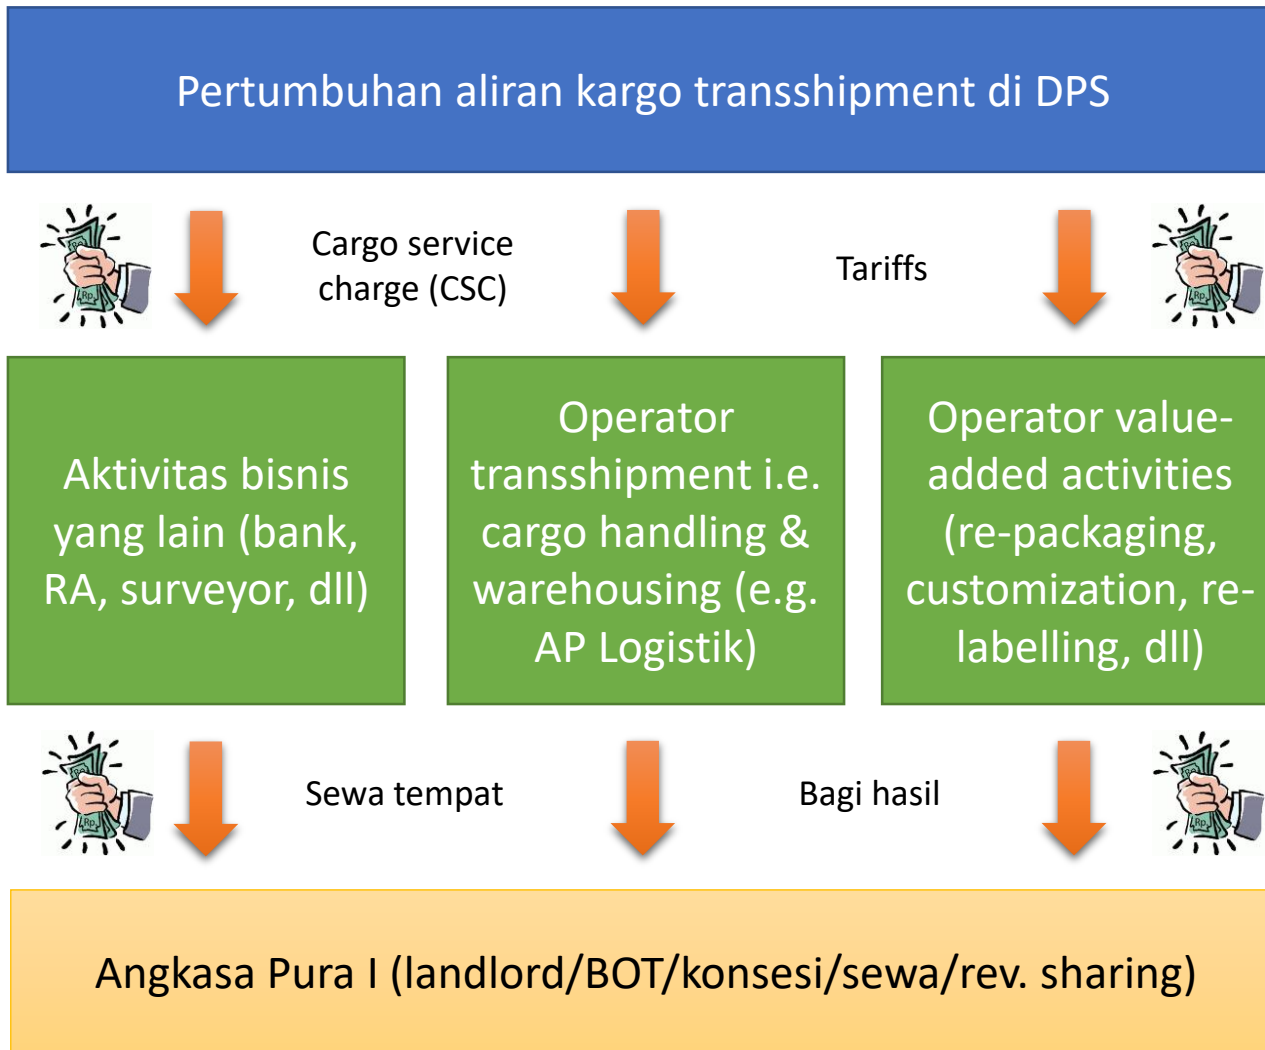 Pertumbuhan aliran kargo transshipment di DPS
Cargo service
charge (CSC)
Tariffs
Aktivitas bisnis
yang lain (bank,
RA, surveyor, dll)
Operator
transshipment i.e.
cargo handling &
warehousing (e.g.
AP Logistik)
Operator value-
added activities
(re-packaging,
customization, re-
labelling, dll)
Sewa tempat
Bagi hasil
Angkasa Pura I (landlord/BOT/konsesi/sewa/rev. sharing)